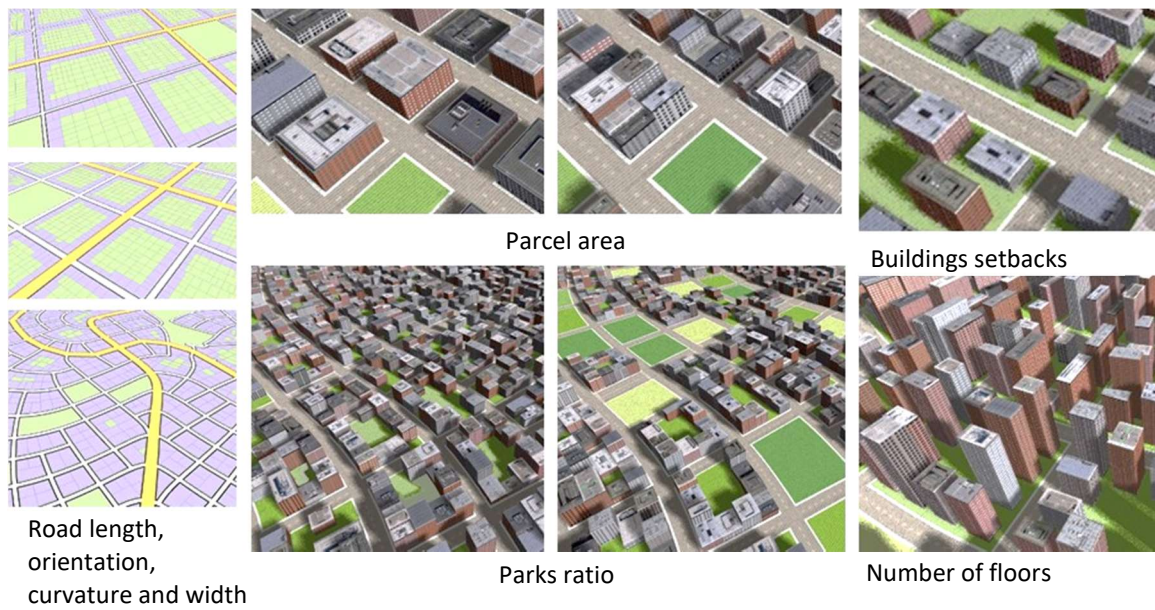 Parcel area
Buildings setbacks
Road length,
orientation,
curvature and width
Parks ratio
Number of floors